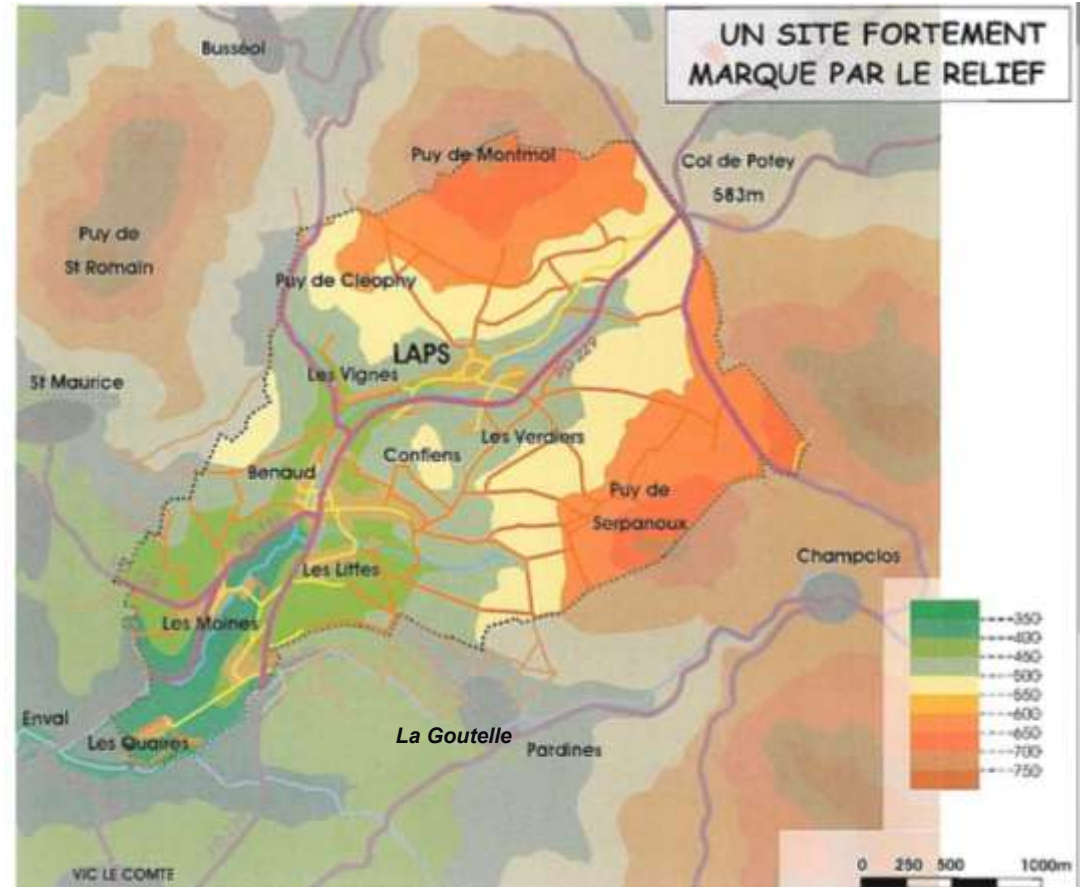 UN SITE FORTEMENT
MARQUE PAR LE RELIEF
Busséol
Puy de Montmol
Col de Potey
583m
Puy de
St Romain
Puy de Cleophy
LAPS
RD 229
St Maurice
Les Vignes
Les Verdiers
Confiens
Benaud
Puy de
Serpanoux
Champclos
Les Littes
Les Moines
350
400
450
500
550
600
650
700
750
Enval
Les Quaires
La Goutelle
Pardines
VIC LE COMTE
0 250 500 1000m